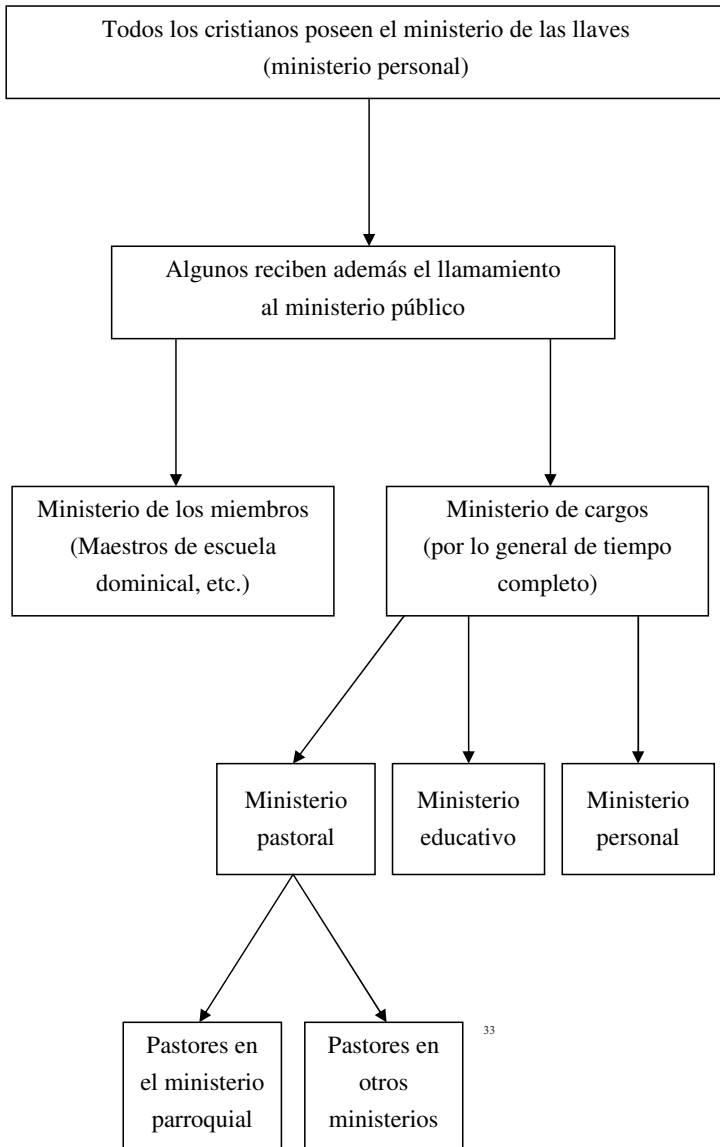 Todos los cristianos poseen el ministerio de las llaves
(ministerio personal)
Algunos reciben además el llamamiento
al ministerio público
Ministerio de los miembros
(Maestros de escuela
dominical, etc.)
Ministerio de cargos
(por lo general de tiempo
completo)
Ministerio
pastoral
Ministerio
educativo
Ministerio
personal
Pastores en
el ministerio
parroquial
Pastores en
otros
ministerios
33